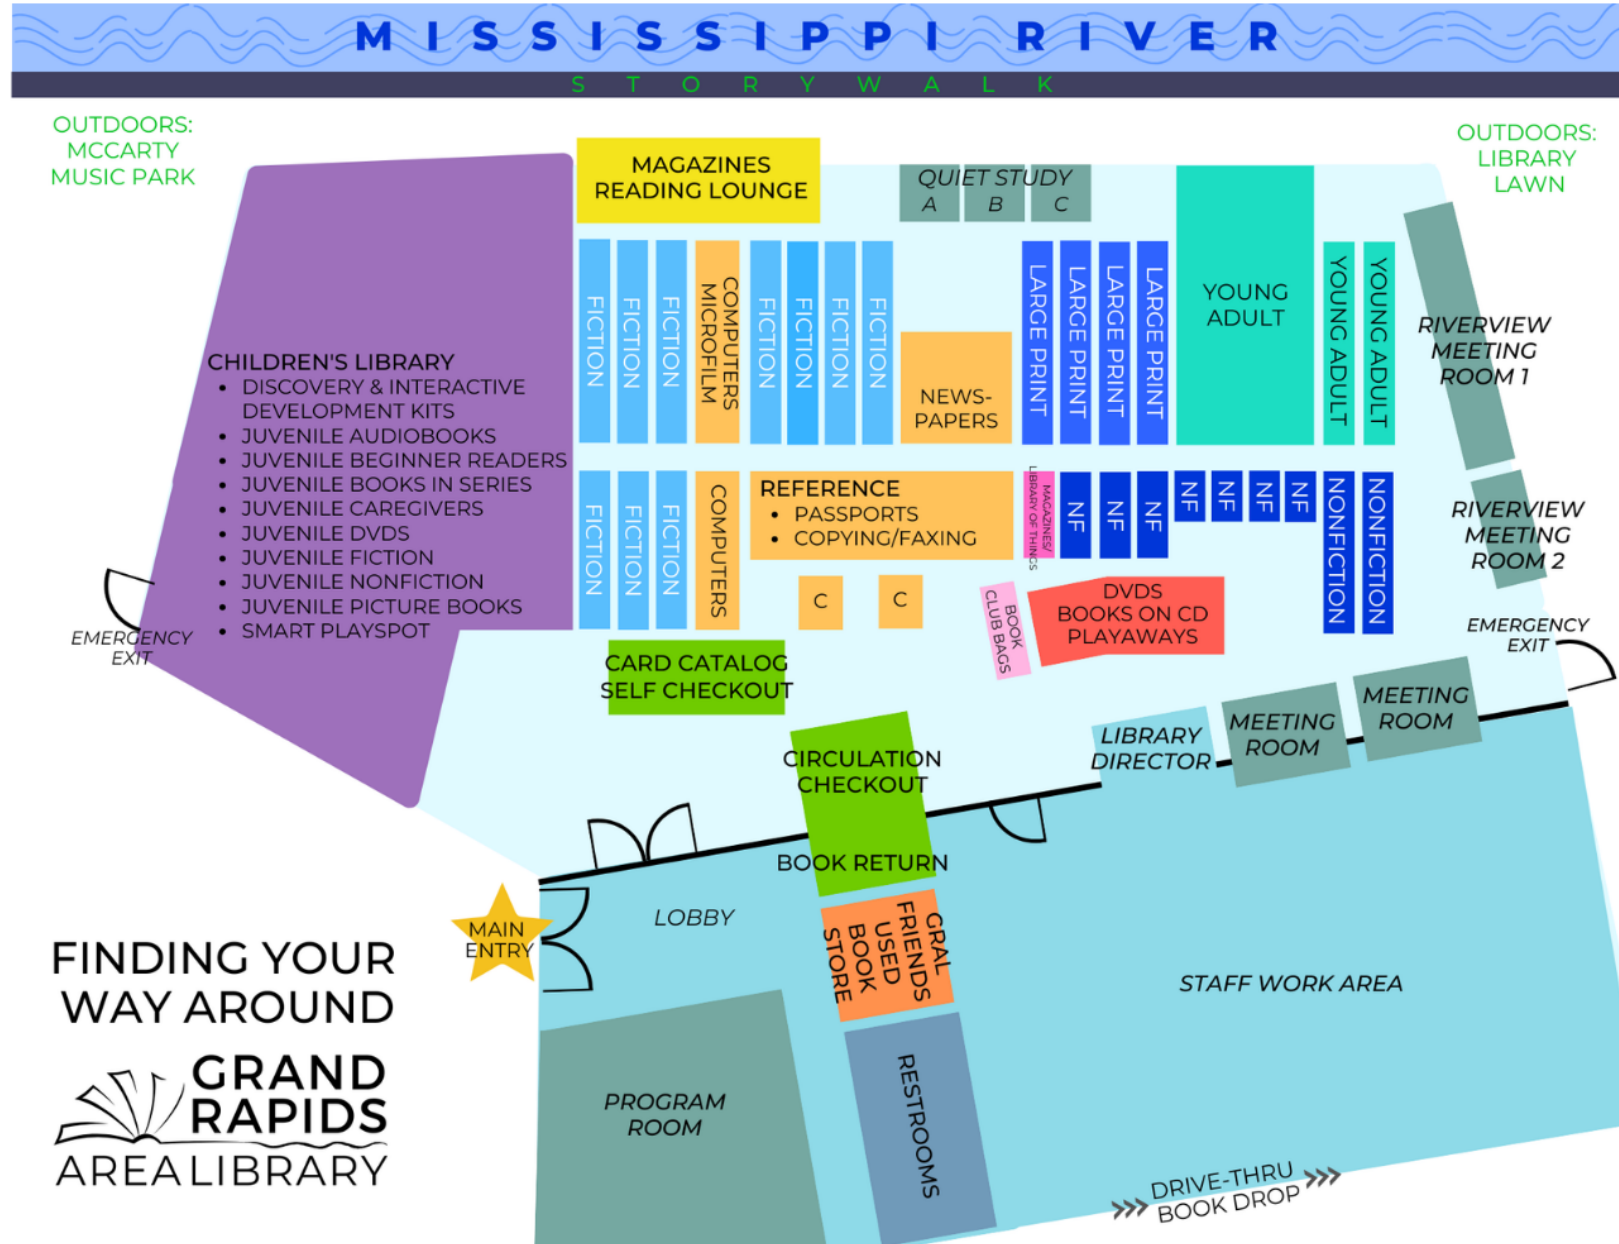 MISSISSIPPI RIVER
STORYWALK
OUTDOORS:
MCCARTY
MUSIC PARK
OUTDOORS:
LIBRARY
LAWN
MAGAZINES
READING LOUNGE
QUIET STUDY
A
B
C
FICTION
FICTION
FICTION
COMPUTERS
MICROFILM
FICTION
FICTION
FICTION
FICTION
NEWS-
PAPERS
LARGE PRINT
LARGE PRINT
LARGE PRINT
LARGE PRINT
YOUNG
ADULT
YOUNG ADULT
YOUNG ADULT
RIVERVIEW
MEETING
ROOM 1
CHILDREN'S LIBRARY
• DISCOVERY & INTERACTIVE
DEVELOPMENT KITS
• JUVENILE AUDIOBOOKS
• JUVENILE BEGINNER READERS
• JUVENILE BOOKS IN SERIES
• JUVENILE CAREGIVERS
• JUVENILE DVDS
• JUVENILE FICTION
• JUVENILE NONFICTION
• JUVENILE PICTURE BOOKS
• SMART PLAYSPOT
FICTION
FICTION
FICTION
COMPUTERS
REFERENCE
• PASSPORTS
• COPYING/FAXING
C
C
MAGAZINES/
LIBRARY OF THINGS
NF
NF
NF
NF
NF
NF
NF
NONFICTION
NONFICTION
RIVERVIEW
MEETING
ROOM 2
EMERGENCY
EXIT
EMERGENCY
EXIT
BOOK
CLUB BAGS
DVDS
BOOKS ON CD
PLAYAWAYS
CARD CATALOG
SELF CHECKOUT
CIRCULATION
CHECKOUT
BOOK RETURN
LIBRARY
DIRECTOR
MEETING
ROOM
MEETING
ROOM
MAIN
ENTRY
LOBBY
GRAL
FRIENDS
USED
BOOK
STORE
STAFF WORK AREA
PROGRAM
ROOM
RESTROOMS
DRIVE-THRU
BOOK DROP
FINDING YOUR
WAY AROUND
GRAND
RAPIDS
AREA LIBRARY